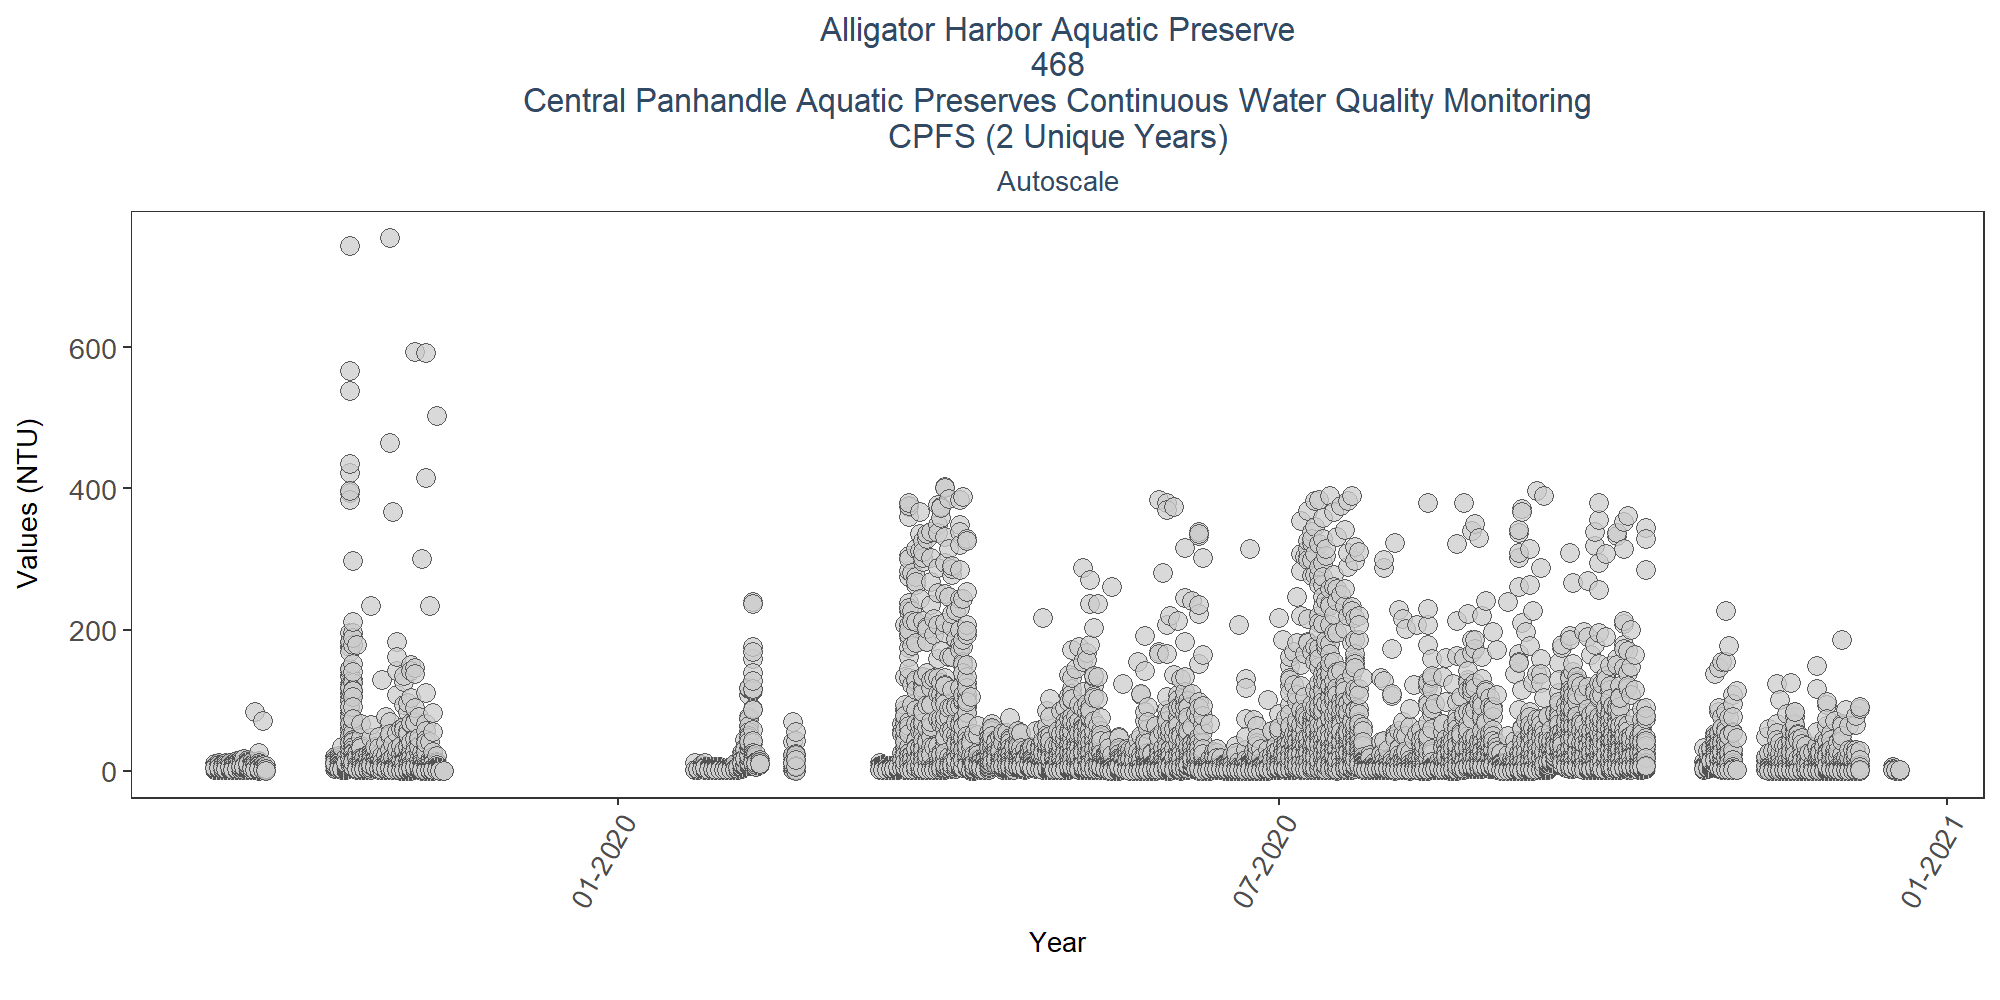 Alligator Harbor Aquatic Preserve
468
Central Panhandle Aquatic Preserves Continuous Water Quality Monitoring
CPFS (2 Unique Years)
Autoscale
Values (NTU)
600
400
200
0
01-2020
07-2020
01-2021
Year